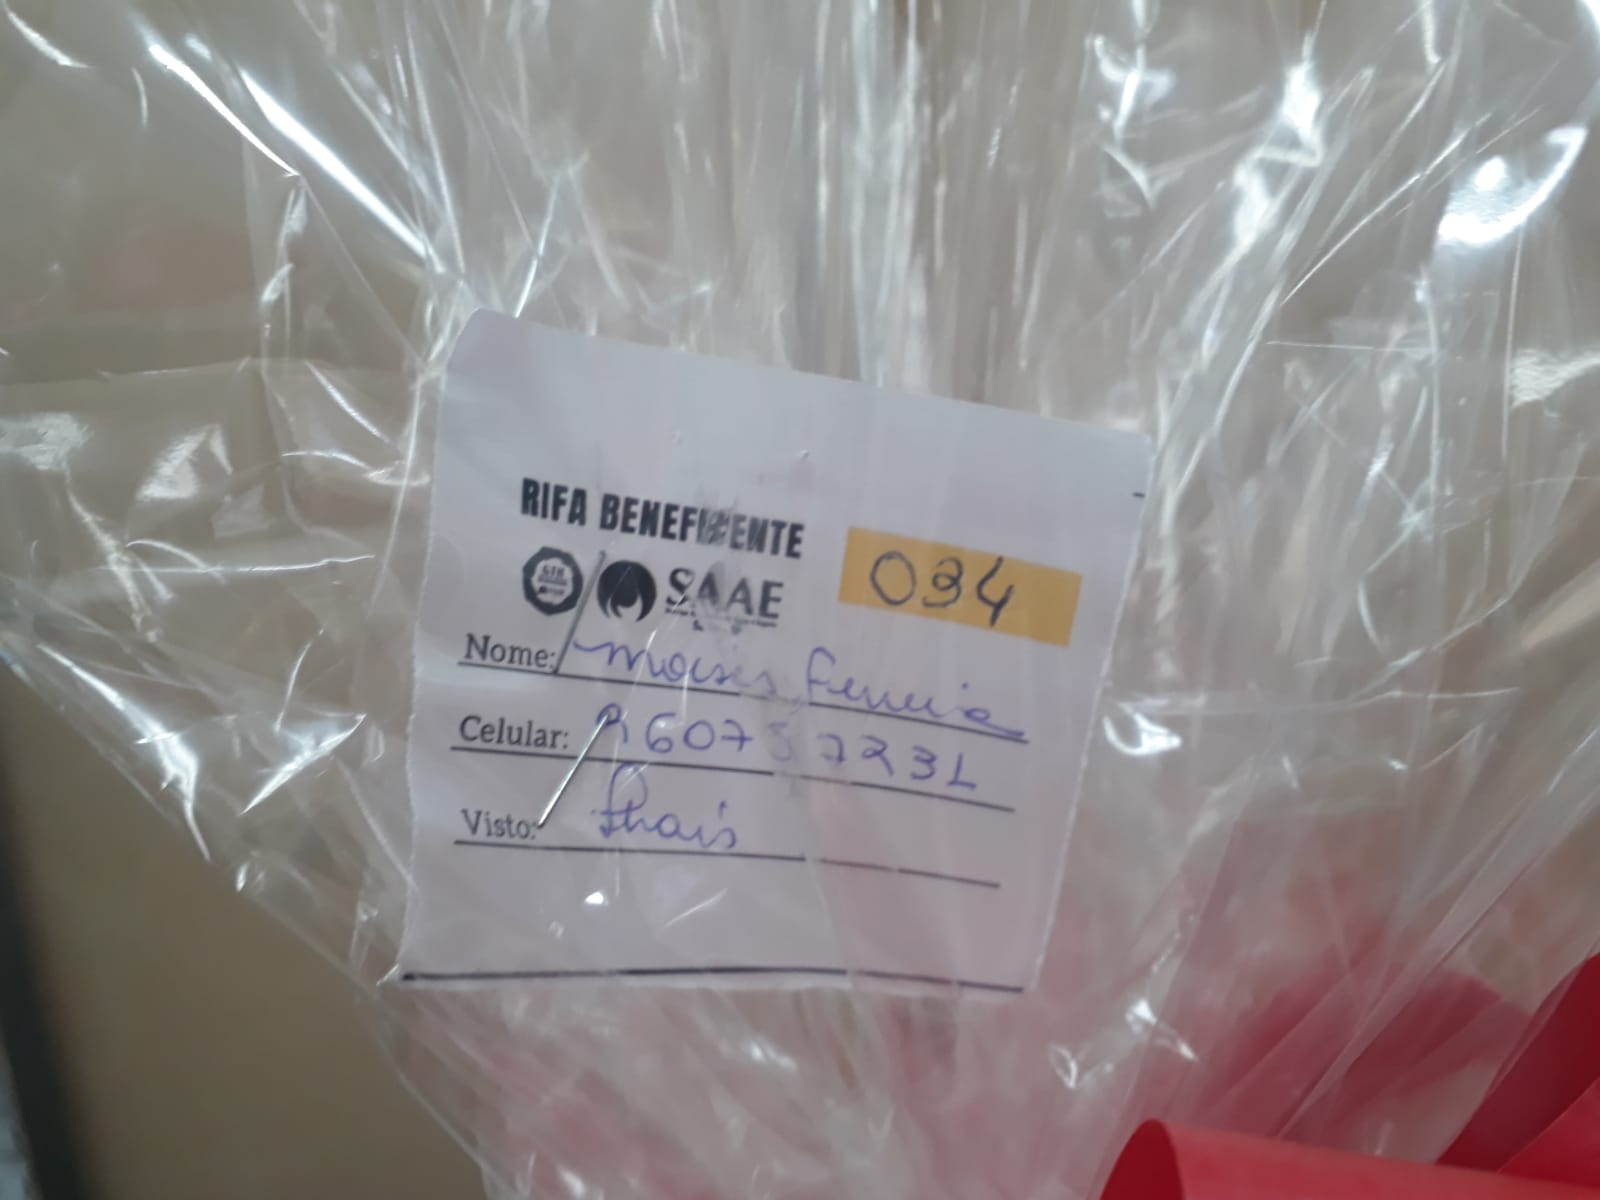 RIFA BENEFICENTE
034
SAAE
Nome: Moises Ferreira
Celular:
Visto: Thais